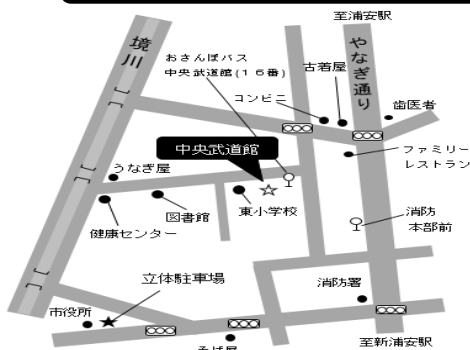 至浦安駅
境川
やなぎ通り
おさんぽバス
中央武道館(16番)
古着屋
コンビニ
歯医者
中央武道館
ファミリー
レストラン
うなぎ屋
図書館
東小学校
消防
本部前
健康センター
立体駐車場
消防署
市役所
そば屋
至新浦安駅